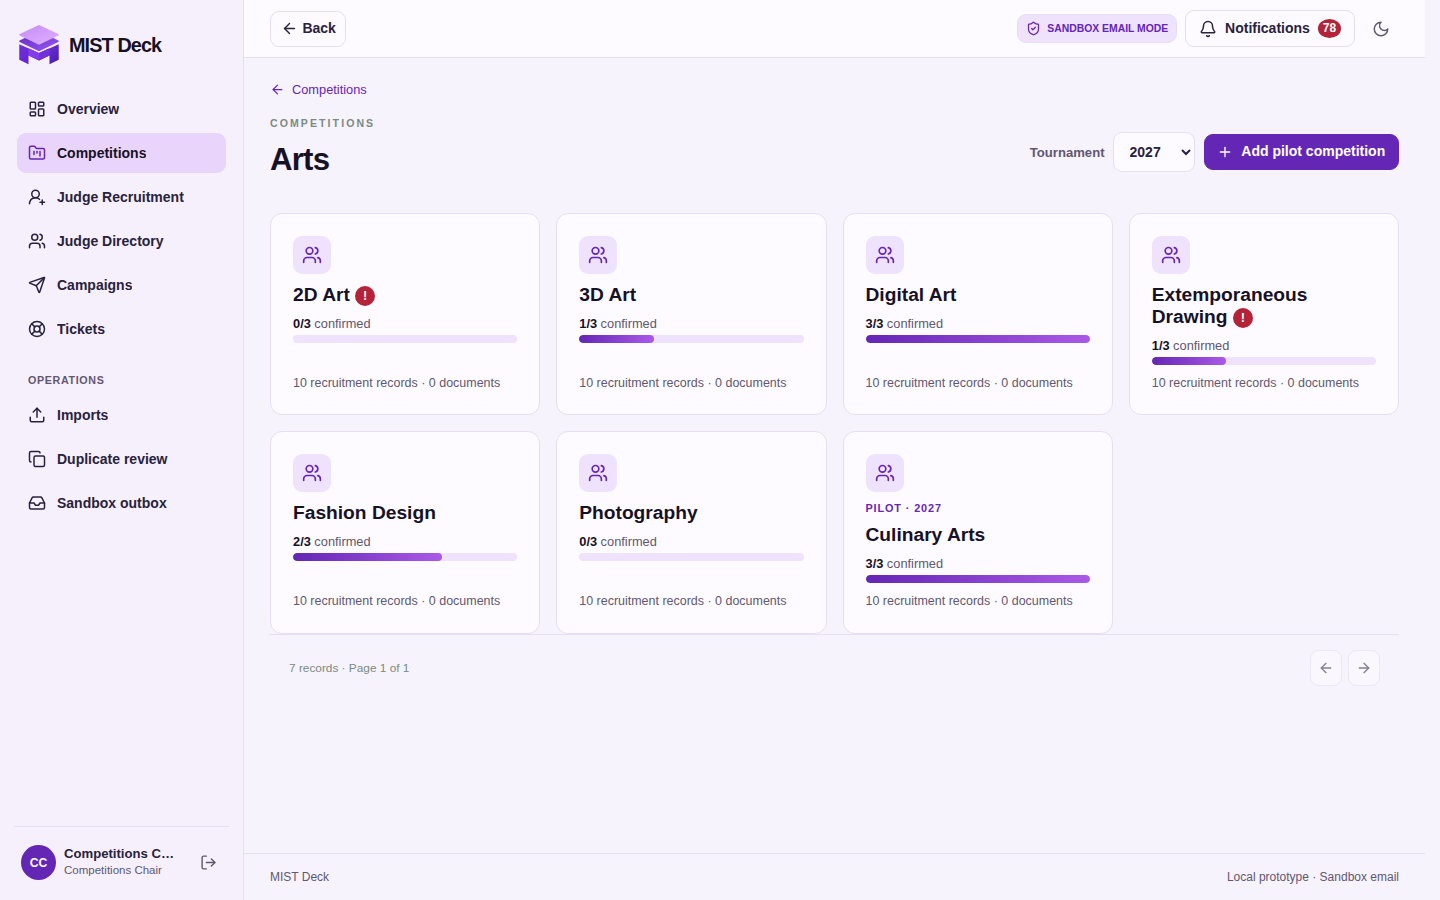 MIST Deck
Overview
Competitions
Judge Recruitment
Judge Directory
Campaigns
Tickets
OPERATIONS
Imports
Duplicate review
Sandbox outbox
CC
Competitions C…
Competitions Chair
Back
SANDBOX EMAIL MODE
Notifications 78
Competitions
COMPETITIONS
Arts
Tournament 2027 Add pilot competition
2D Art !
0/3 confirmed
10 recruitment records · 0 documents
3D Art
1/3 confirmed
10 recruitment records · 0 documents
Digital Art
3/3 confirmed
10 recruitment records · 0 documents
Extemporaneous
Drawing !
1/3 confirmed
10 recruitment records · 0 documents
Fashion Design
2/3 confirmed
10 recruitment records · 0 documents
Photography
0/3 confirmed
10 recruitment records · 0 documents
PILOT · 2027
Culinary Arts
3/3 confirmed
10 recruitment records · 0 documents
7 records · Page 1 of 1
MIST Deck
Local prototype · Sandbox email